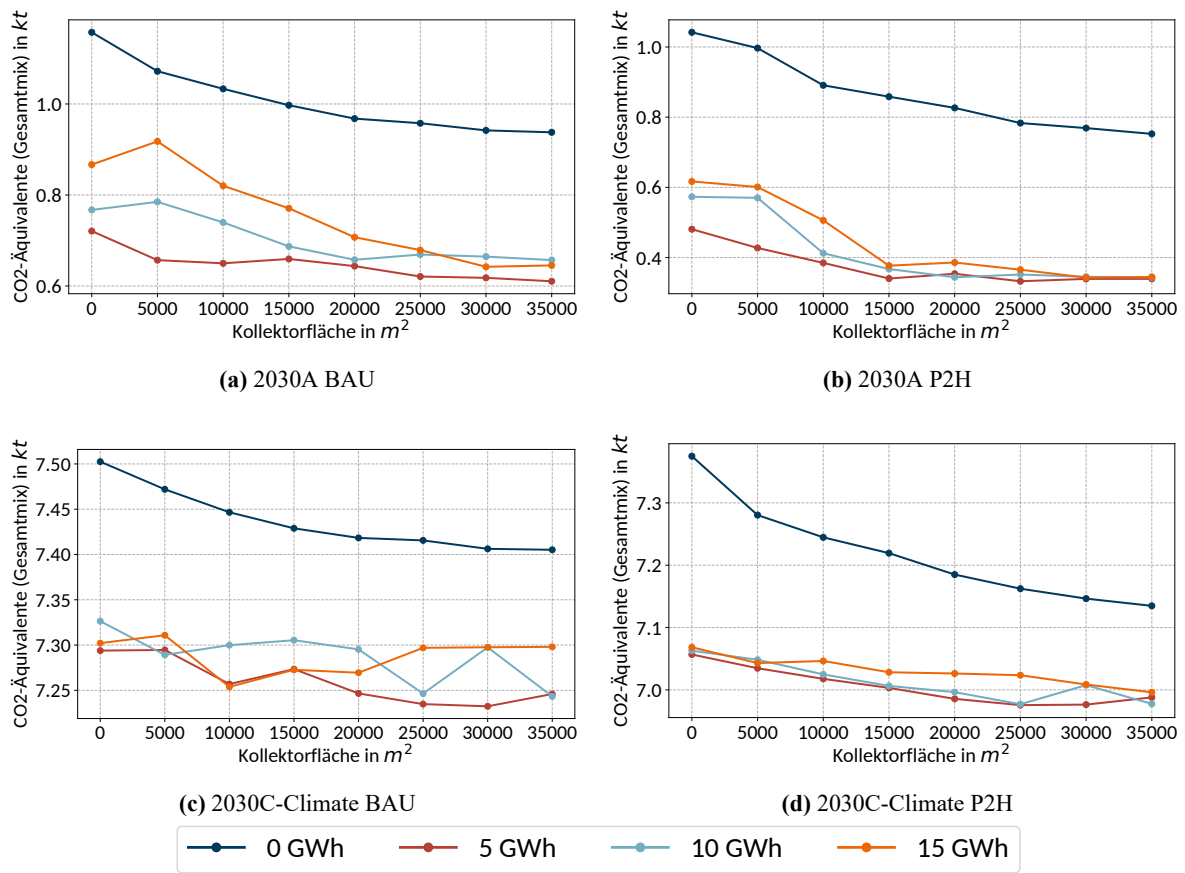 CO2-Äquivalente (Gesamtmix) in kt
1.0
0.8
0.6
0 5000 10000 15000 20000 25000 30000 35000
Kollektorfläche in m²
(a) 2030A BAU
CO2-Äquivalente (Gesamtmix) in kt
1.0
0.8
0.6
0.4
0 5000 10000 15000 20000 25000 30000 35000
Kollektorfläche in m²
(b) 2030A P2H
CO2-Äquivalente (Gesamtmix) in kt
7.50
7.45
7.40
7.35
7.30
7.25
0 5000 10000 15000 20000 25000 30000 35000
Kollektorfläche in m²
(c) 2030C-Climate BAU
CO2-Äquivalente (Gesamtmix) in kt
7.3
7.2
7.1
7.0
0 5000 10000 15000 20000 25000 30000 35000
Kollektorfläche in m²
(d) 2030C-Climate P2H
0 GWh 5 GWh 10 GWh 15 GWh